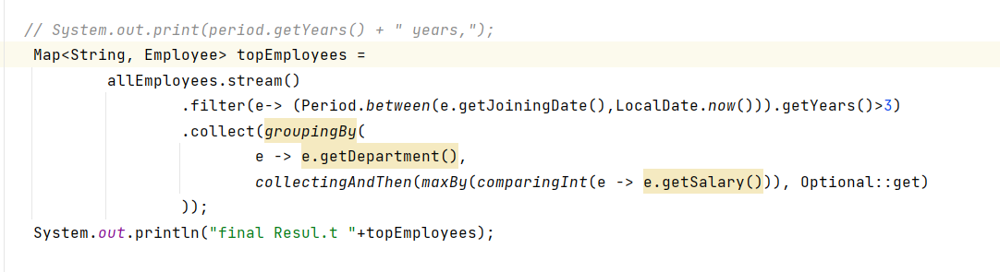 // System.out.print(period.getYears() + " years,");
Map<String, Employee> topEmployees =
allEmployees.stream()
.filter(e-> (Period.between(e.getJoiningDate(),LocalDate.now())).getYears()>3)
.collect(groupingBy(
e -> e.getDepartment(),
collectingAndThen(maxBy(comparingInt(e -> e.getSalary())), Optional::get)
));
System.out.println("final Resul.t "+topEmployees);